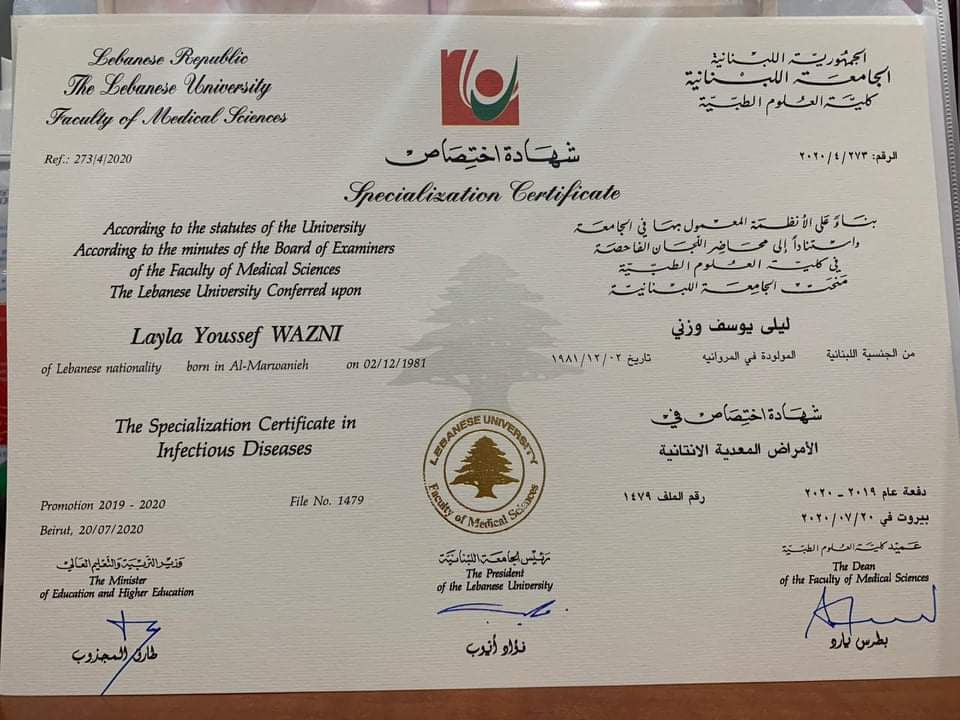 Lebanese Republic
The Lebanese University
Faculty of Medical Sciences
Ref.: 273/4/2020
الجمهورية اللبنانية
الجامعة اللبنانية
كلية العلوم الطبية
الرقم: ٢٠٢٠/٤/٢٧٣
شهادة اختصاص
Specialization Certificate
According to the statutes of the University
According to the minutes of the Board of Examiners
of the Faculty of Medical Sciences
The Lebanese University Conferred upon
بناءً على الأنظمة المعمول بها في الجامعة
واستناداً إلى محاضر اللجان الفاحصة
في كلية العلوم الطبية
منحت الجامعة اللبنانية
Layla Youssef WAZNI
of Lebanese nationality born in Al-Marwanieh on 02/12/1981
ليلى يوسف وزني
من الجنسية اللبنانية المولودة في المروانيه تاريخ ١٩٨١/١٢/٠٢
The Specialization Certificate in
Infectious Diseases
شهادة اختصاص في
الأمراض المعدية الانتانية
LEBANESE UNIVERSITY
Faculty of Medical Sciences
Promotion 2019 - 2020 File No. 1479
Beirut, 20/07/2020
دفعة عام ٢٠١٩ - ٢٠٢٠ رقم الملف ١٤٧٩
بيروت في ٢٠٢٠/٠٧/٢٠
وزير التربية والتعليم العالي
The Minister
of Education and Higher Education
طارق المجذوب
رئيس الجامعة اللبنانية
The President
of the Lebanese University
فؤاد أيوب
عميد كلية العلوم الطبية
The Dean
of the Faculty of Medical Sciences
بطرس يارد